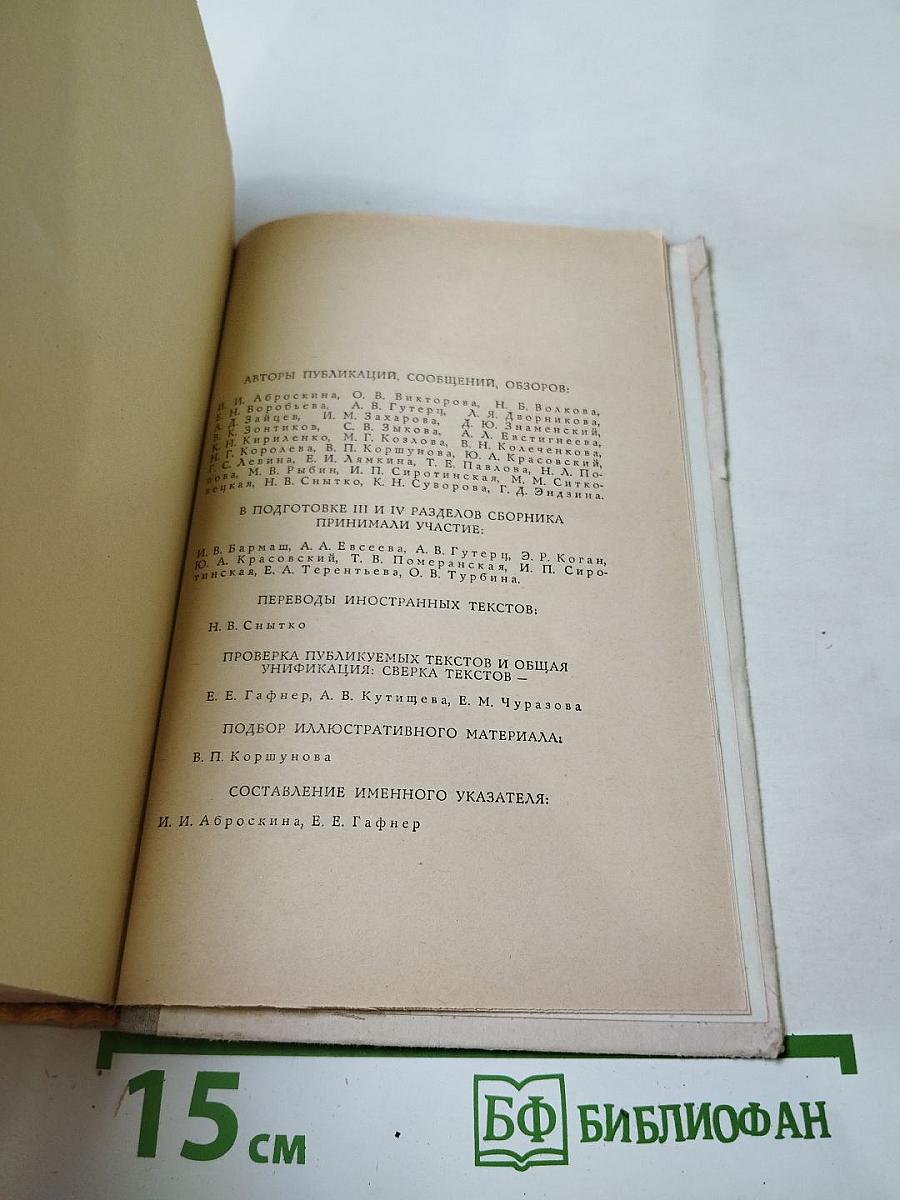 АВТОРЫ ПУБЛИКАЦИЙ, СООБЩЕНИЙ, ОБЗОРОВ:
И. И. Аброскина, О. В. Викторова, Н. Б. Волкова,
Е. Н. Воробьева, А. В. Гутерц, Л. Я. Дворникова,
А. Д. Зайцев, И. М. Захарова, Д. Ю. Знаменский,
В. К. Зонтиков, С. В. Зыкова, А. Л. Евстигнеева,
К. Н. Кириленко, М. Г. Козлова, В. Н. Колеченкова,
Н. Г. Королева, В. П. Коршунова, Ю. А. Красовский,
Г. С. Левина, Е. И. Лямкина, Т. Е. Павлова, Н. Л. По-
пова, М. В. Рыбин, И. П. Сиротинская, М. М. Ситко-
вецкая, Н. В. Снытко, К. Н. Суворова, Г. Д. Эндзина.
В ПОДГОТОВКЕ III И IV РАЗДЕЛОВ СБОРНИКА
ПРИНИМАЛИ УЧАСТИЕ:
И. В. Бармаш, А. А. Евсеева, А. В. Гутерц, Э. Р. Коган,
Ю. А. Красовский, Т. В. Померанская, И. П. Сиро-
тинская, Е. А. Терентьева, О. В. Турбина.
ПЕРЕВОДЫ ИНОСТРАННЫХ ТЕКСТОВ:
Н. В. Снытко
ПРОВЕРКА ПУБЛИКУЕМЫХ ТЕКСТОВ И ОБЩАЯ
УНИФИКАЦИЯ: СВЕРКА ТЕКСТОВ —
Е. Е. Гафнер, А. В. Кутищева, Е. М. Чуразова
ПОДБОР ИЛЛЮСТРАТИВНОГО МАТЕРИАЛА:
В. П. Коршунова
СОСТАВЛЕНИЕ ИМЕННОГО УКАЗАТЕЛЯ:
И. И. Аброскина, Е. Е. Гафнер
15 см
БФ БИБЛИОФАН